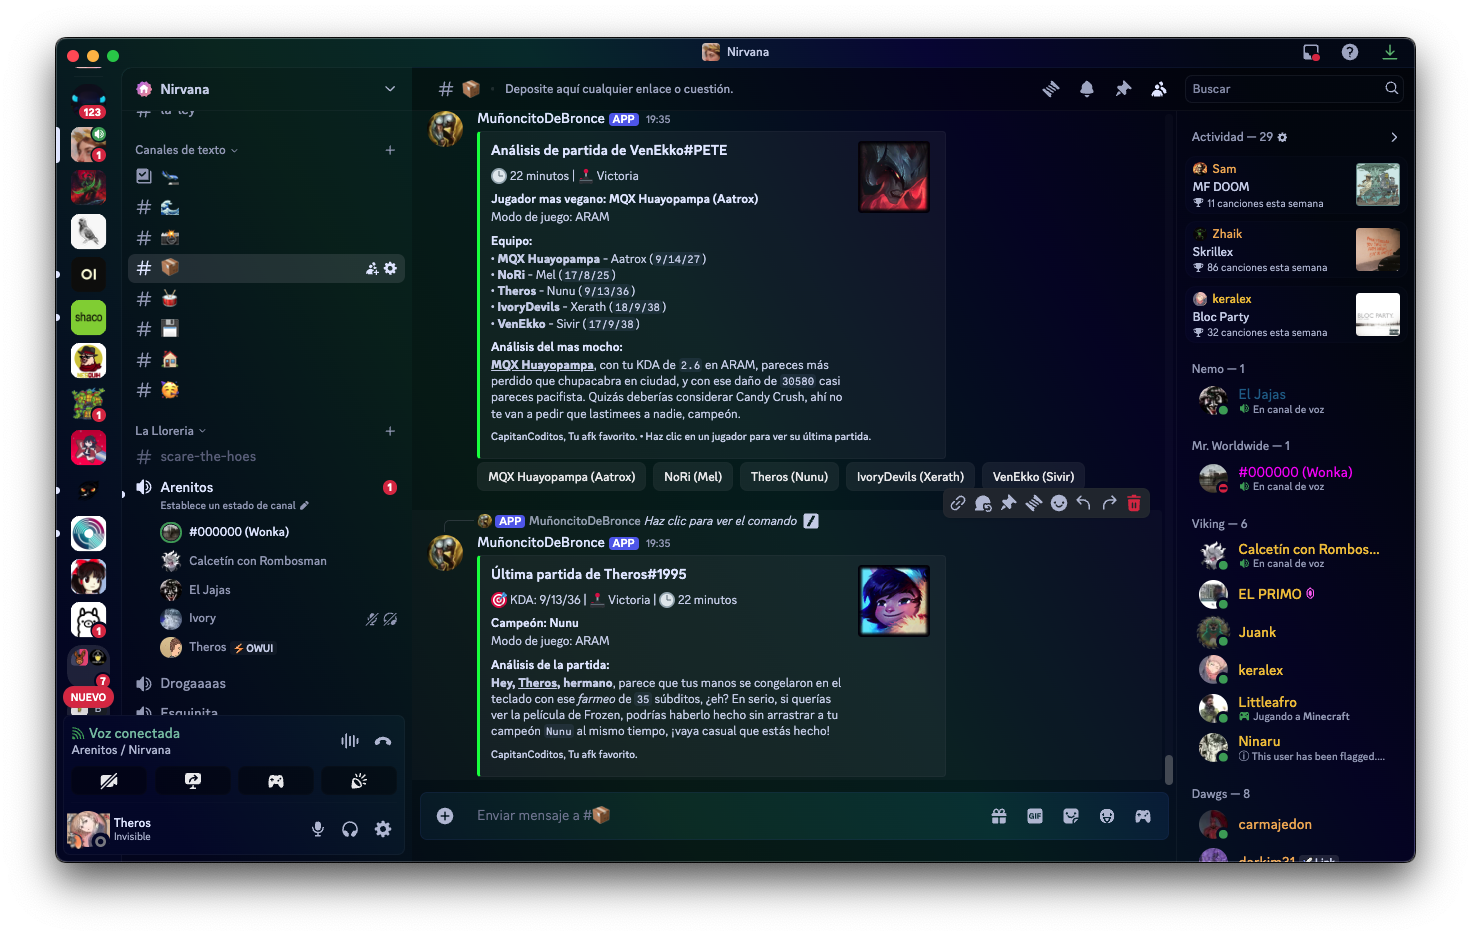 Nirvana
123
1
OI
shaco
1
1
7
NUEVO
Nirvana
la-ley
Canales de texto
La Lloreria
scare-the-hoes
Arenitos
1
Establece un estado de canal
#000000 (Wonka)
Calcetín con Rombosman
El Jajas
Ivory
Theros OWUI
Drogaaaas
Esquinita
Voz conectada
Arenitos / Nirvana
Theros
Invisible
# Deposite aquí cualquier enlace o cuestión.
Buscar
MuñoncitoDeBronce APP 19:35
Análisis de partida de VenEkko#PETE
22 minutos | Victoria
Jugador mas vegano: MQX Huayopampa (Aatrox)
Modo de juego: ARAM
Equipo:
• MQX Huayopampa - Aatrox (9/14/27)
• NoRi - Mel (17/8/25)
• Theros - Nunu (9/13/36)
• IvoryDevils - Xerath (18/9/38)
• VenEkko - Sivir (17/9/38)
Análisis del mas mocho:
MQX Huayopampa, con tu KDA de 2.6 en ARAM, pareces más
perdido que chupacabra en ciudad, y con ese daño de 30580 casi
pareces pacifista. Quizás deberías considerar Candy Crush, ahí no
te van a pedir que lastimees a nadie, campeón.
CapitanCoditos, Tu afk favorito. • Haz clic en un jugador para ver su última partida.
MQX Huayopampa (Aatrox)
NoRi (Mel)
Theros (Nunu)
IvoryDevils (Xerath)
VenEkko (Sivir)
APP MuñoncitoDeBronce Haz clic para ver el comando
MuñoncitoDeBronce APP 19:35
Última partida de Theros#1995
KDA: 9/13/36 | Victoria | 22 minutos
Campeón: Nunu
Modo de juego: ARAM
Análisis de la partida:
Hey, Theros, hermano, parece que tus manos se congelaron en el
teclado con ese farmeo de 35 súbditos, ¿eh? En serio, si querías
ver la película de Frozen, podrías haberlo hecho sin arrastrar a tu
campeón Nunu al mismo tiempo, ¡vaya casual que estás hecho!
CapitanCoditos, Tu afk favorito.
Enviar mensaje a #
GIF
Actividad — 29
Sam
MF DOOM
11 canciones esta semana
Zhaik
Skrillex
86 canciones esta semana
keralex
Bloc Party
32 canciones esta semana
BLOC PARTY
Nemo — 1
El Jajas
En canal de voz
Mr. Worldwide — 1
#000000 (Wonka)
En canal de voz
Viking — 6
Calcetín con Rombos...
En canal de voz
EL PRIMO
Juank
keralex
Littleafro
Jugando a Minecraft
Ninaru
This user has been flagged....
Dawgs — 8
carmajedon